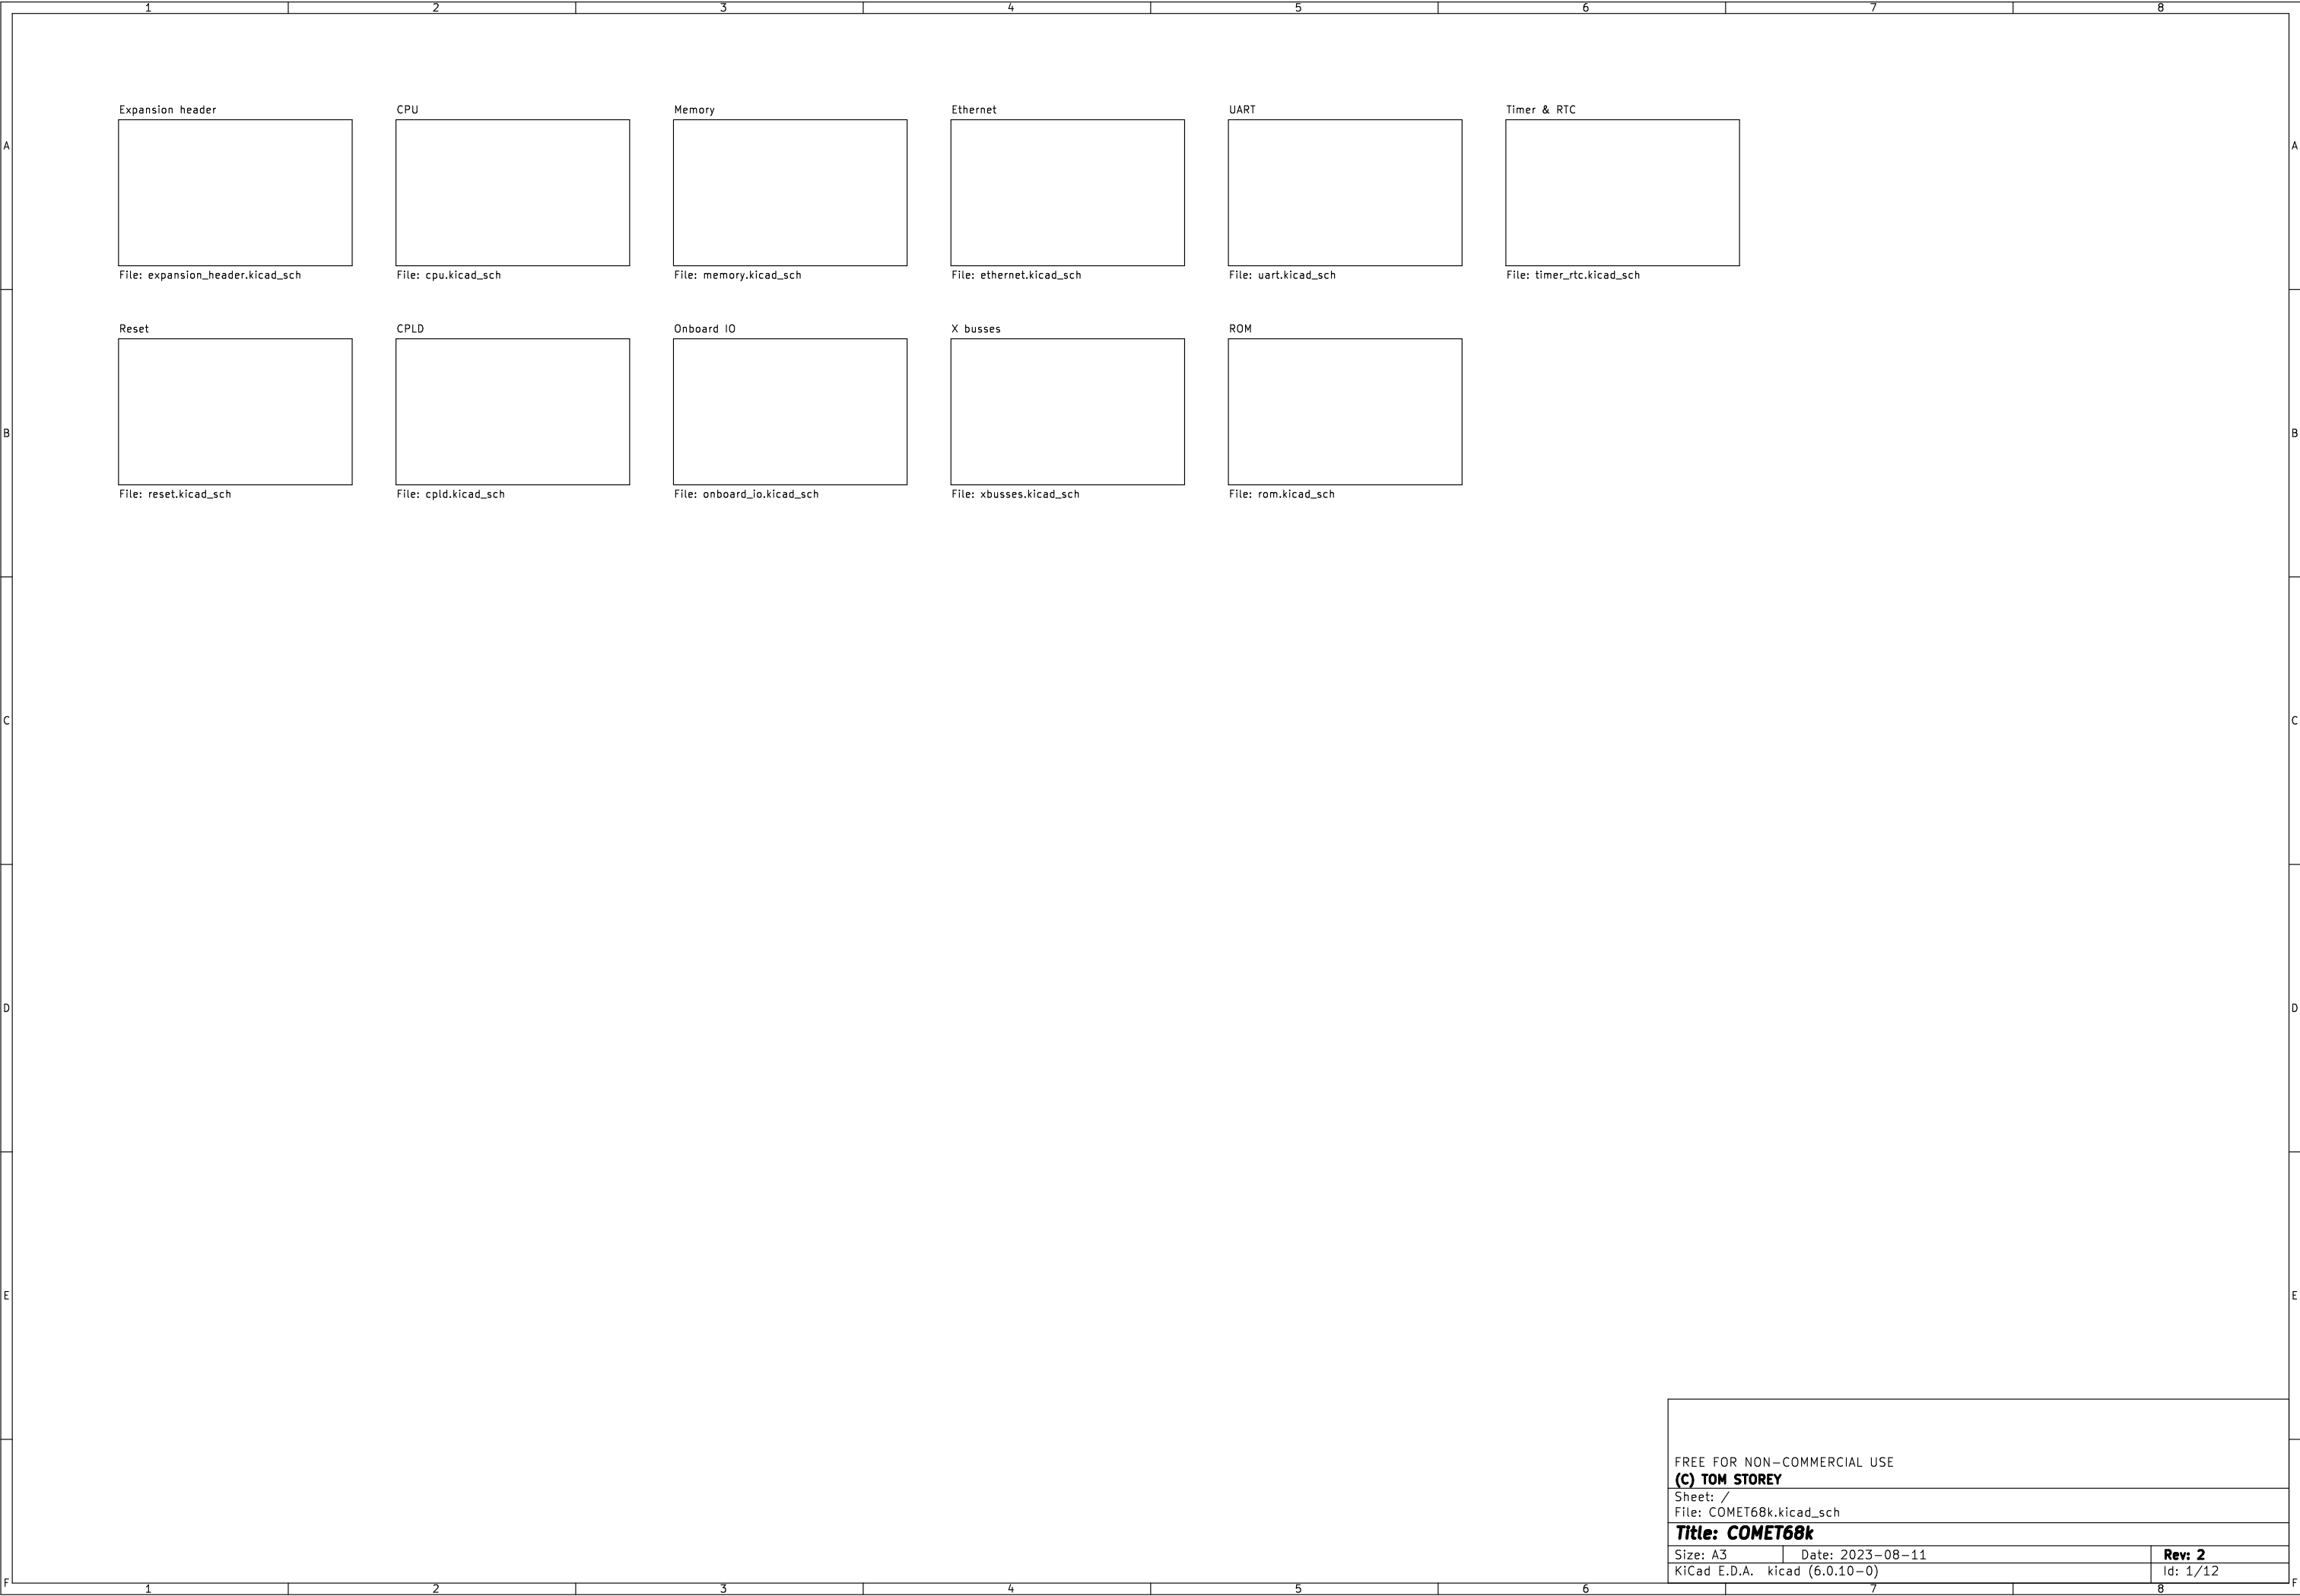 1 2 3 4 5 6 7 8
Expansion header CPU Memory Ethernet UART Timer & RTC
A A
File: expansion_header.kicad_sch File: cpu.kicad_sch File: memory.kicad_sch File: ethernet.kicad_sch File: uart.kicad_sch File: timer_rtc.kicad_sch
Reset CPLD Onboard IO X busses ROM
B B
File: reset.kicad_sch File: cpld.kicad_sch File: onboard_io.kicad_sch File: xbusses.kicad_sch File: rom.kicad_sch
C C
D D
E E
FREE FOR NON-COMMERCIAL USE
(C) TOM STOREY
Sheet: /
File: COMET68k.kicad_sch
Title: COMET68k
Size: A3 Date: 2023-08-11 Rev: 2
KiCad E.D.A. kicad (6.0.10-0) Id: 1/12
F F
1 2 3 4 5 6 7 8